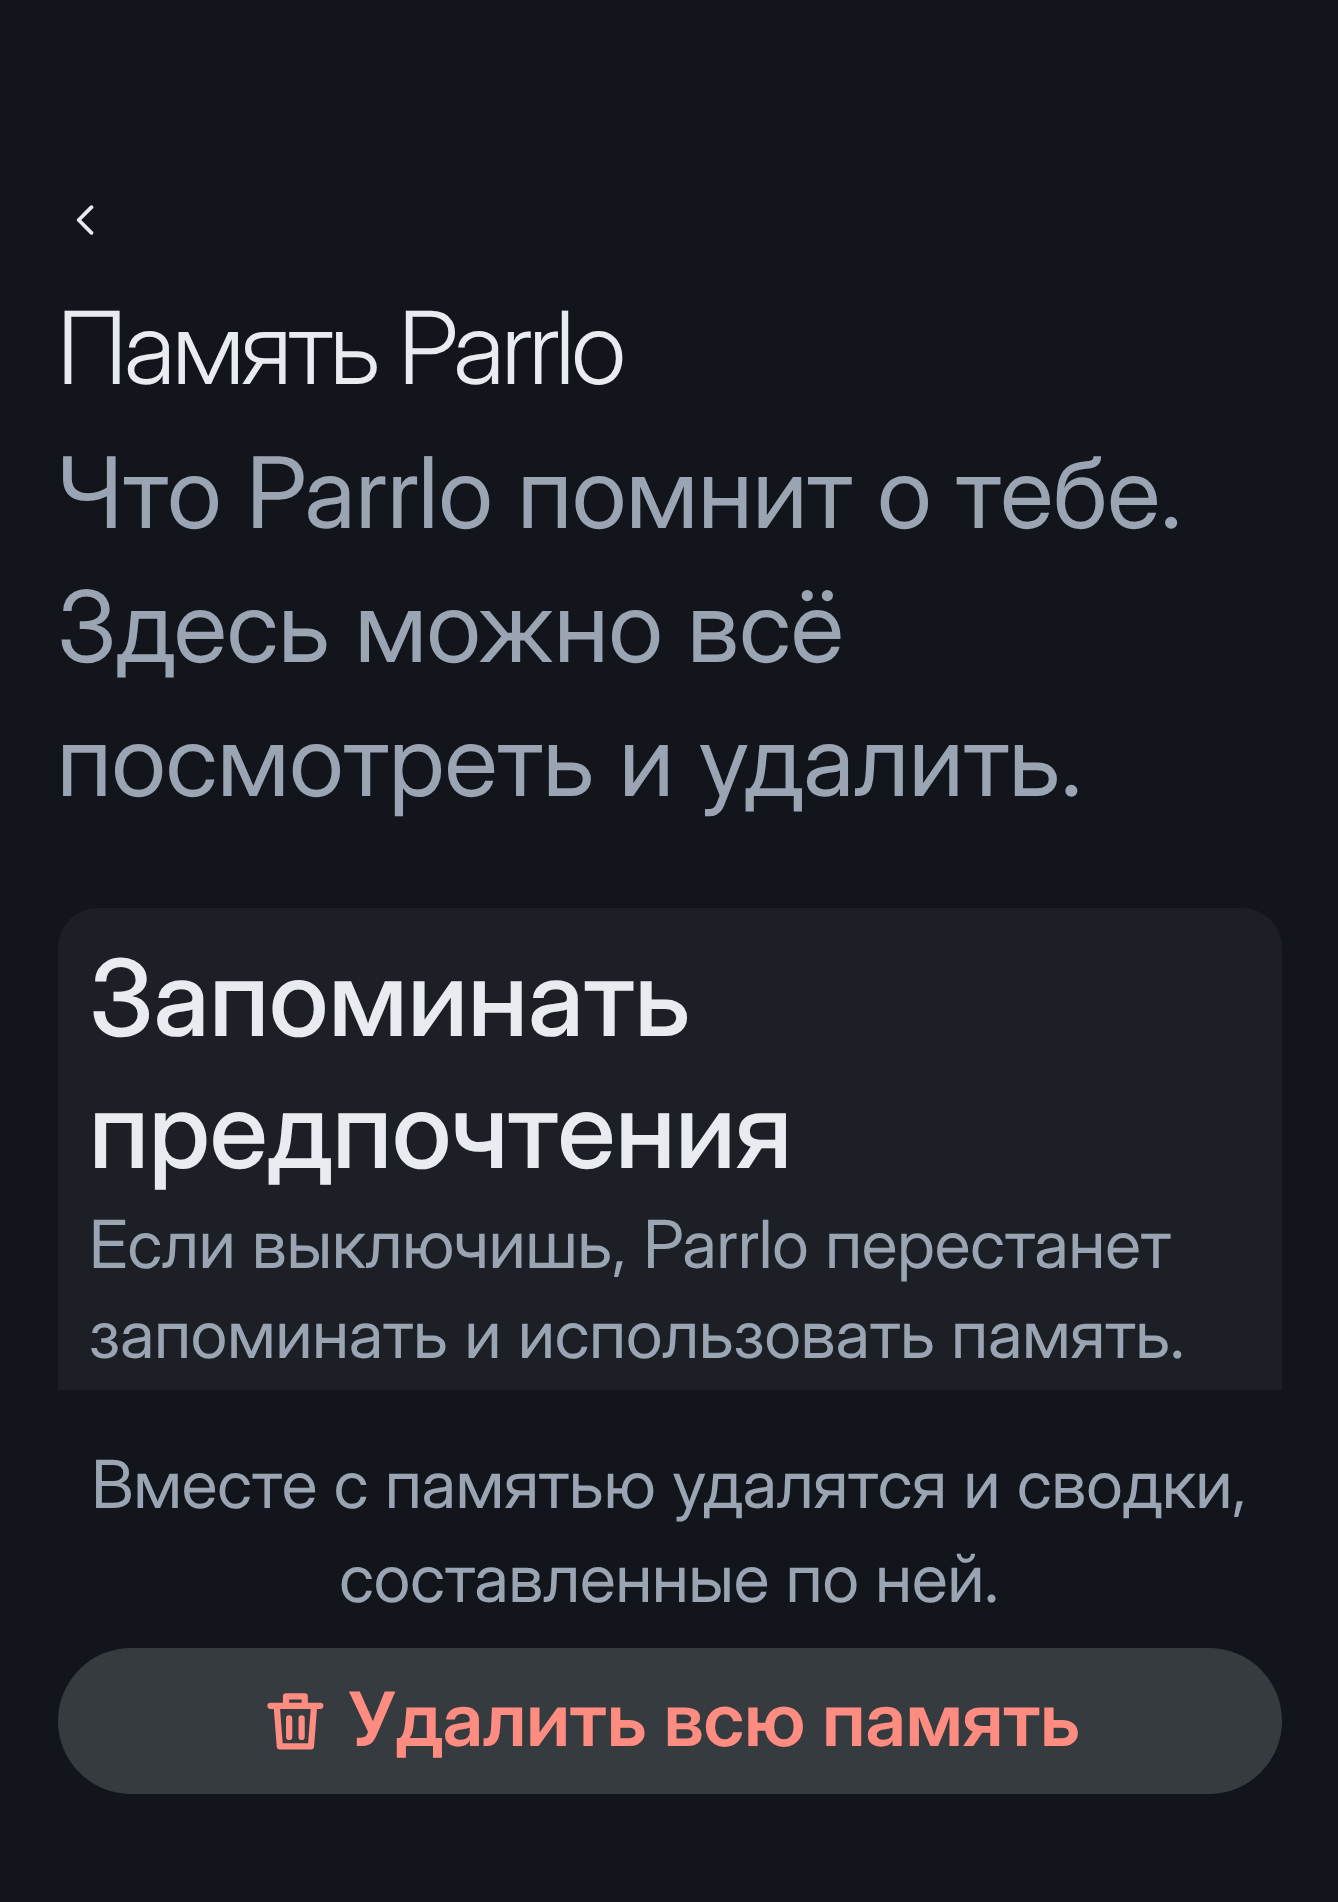 Память Parrlo
Что Parrlo помнит о тебе.
Здесь можно всё
посмотреть и удалить.
Запоминать
предпочтения
Если выключишь, Parrlo перестанет
запоминать и использовать память.
Вместе с памятью удалятся и сводки,
составленные по ней.
Удалить всю память